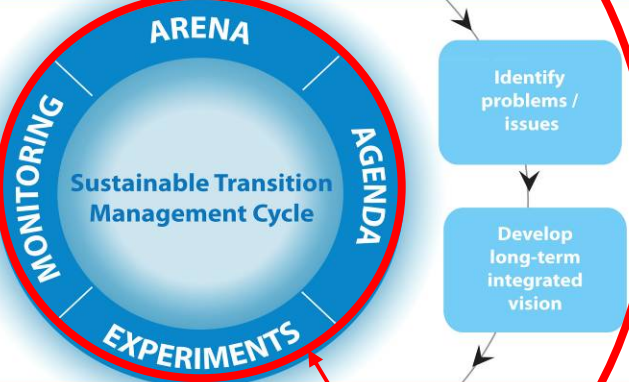 ARENA
MONITORING
AGENDA
Sustainable Transition
Management Cycle
EXPERIMENTS
Identify
problems /
issues
Develop
long-term
integrated
vision